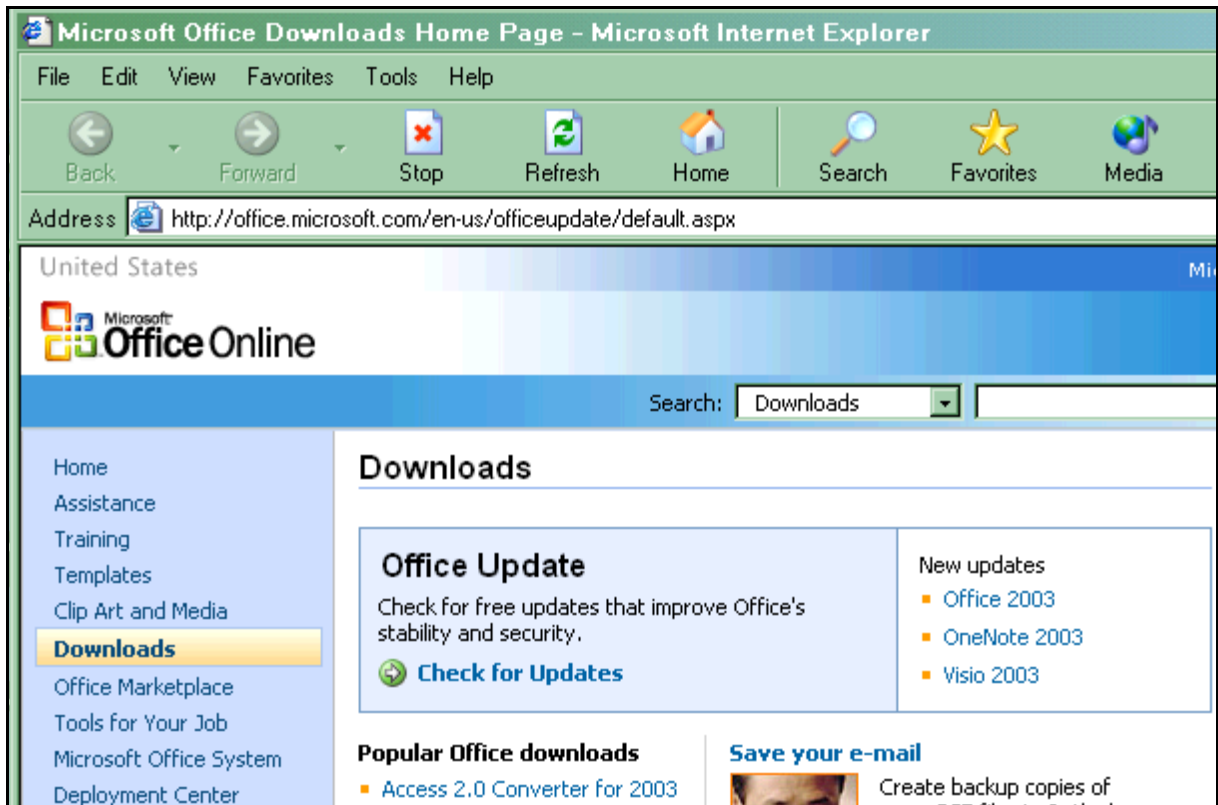 Microsoft Office Downloads Home Page - Microsoft Internet Explorer
File Edit View Favorites Tools Help
Back Forward Stop Refresh Home Search Favorites Media
Address http://office.microsoft.com/en-us/officeupdate/default.aspx
United States
Microsoft
Office Online
Search: Downloads
Home
Assistance
Training
Templates
Clip Art and Media
Downloads
Office Marketplace
Tools for Your Job
Microsoft Office System
Deployment Center
Downloads
Office Update
Check for free updates that improve Office's
stability and security.
Check for Updates
New updates
Office 2003
OneNote 2003
Visio 2003
Popular Office downloads
Access 2.0 Converter for 2003
Save your e-mail
Create backup copies of